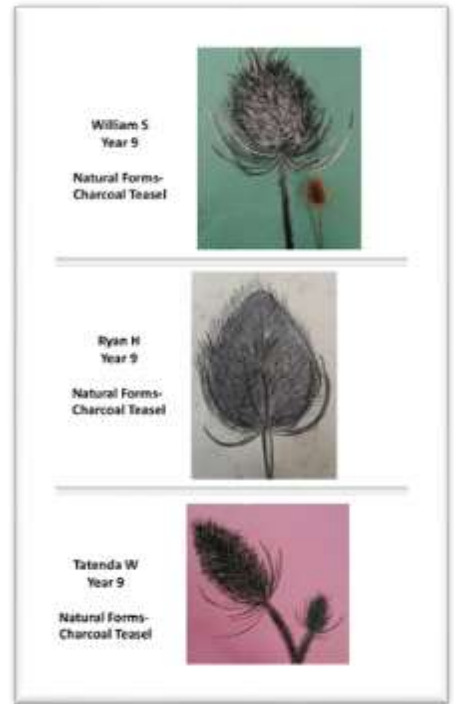 William S
Year 9
Natural Forms-
Charcoal Teasel
Ryan H
Year 9
Natural Forms-
Charcoal Teasel
Tatenda W
Year 9
Natural Forms-
Charcoal Teasel